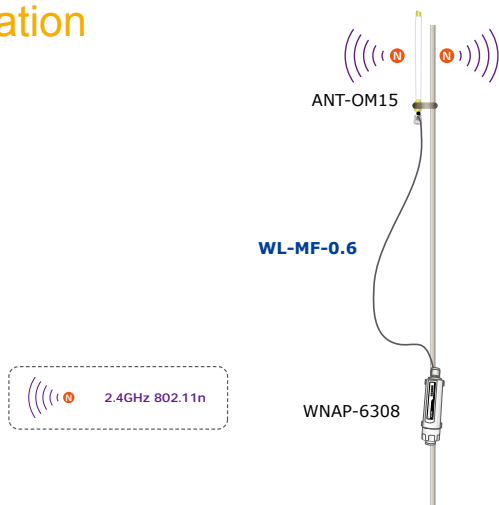 ation
N N
ANT-OM15
WL-MF-0.6
N 2.4GHz 802.11n
WNAP-6308